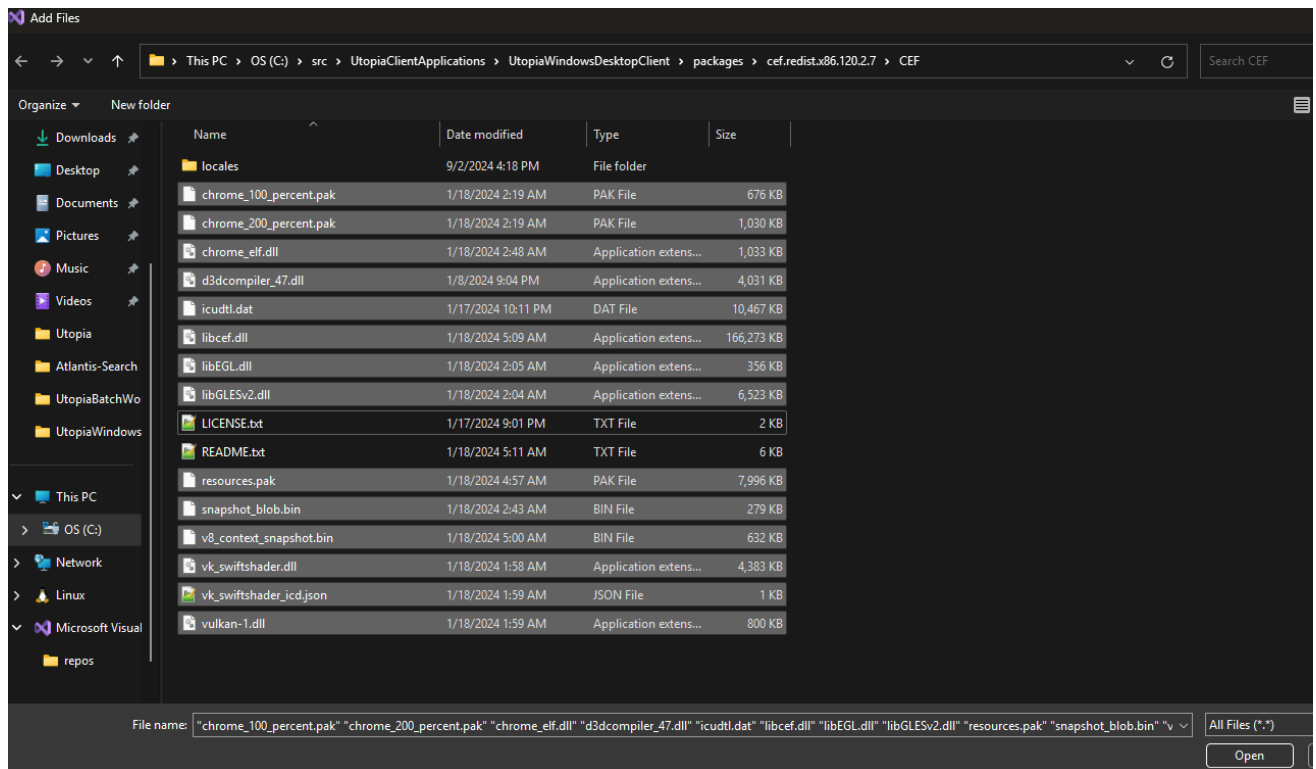 Add Files
This PC > OS (C:) > src > UtopiaClientApplications > UtopiaWindowsDesktopClient > packages > cef.redist.x86.120.2.7 > CEF
Search CEF
Organize
New folder
Downloads
Desktop
Documents
Pictures
Music
Videos
Utopia
Atlantis-Search
UtopiaBatchWo
UtopiaWindows
This PC
OS (C:)
Network
Linux
Microsoft Visual
repos
Name Date modified Type Size
locales 9/2/2024 4:18 PM File folder
chrome_100_percent.pak 1/18/2024 2:19 AM PAK File 676 KB
chrome_200_percent.pak 1/18/2024 2:19 AM PAK File 1,030 KB
chrome_elf.dll 1/18/2024 2:48 AM Application extens... 1,033 KB
d3dcompiler_47.dll 1/8/2024 9:04 PM Application extens... 4,031 KB
icudtl.dat 1/17/2024 10:11 PM DAT File 10,467 KB
libcef.dll 1/18/2024 5:09 AM Application extens... 166,273 KB
libEGL.dll 1/18/2024 2:05 AM Application extens... 356 KB
libGLESv2.dll 1/18/2024 2:04 AM Application extens... 6,523 KB
LICENSE.txt 1/17/2024 9:01 PM TXT File 2 KB
README.txt 1/18/2024 5:11 AM TXT File 6 KB
resources.pak 1/18/2024 4:57 AM PAK File 7,996 KB
snapshot_blob.bin 1/18/2024 2:43 AM BIN File 279 KB
v8_context_snapshot.bin 1/18/2024 5:00 AM BIN File 632 KB
vk_swiftshader.dll 1/18/2024 1:58 AM Application extens... 4,383 KB
vk_swiftshader_icd.json 1/18/2024 1:59 AM JSON File 1 KB
vulkan-1.dll 1/18/2024 1:59 AM Application extens... 800 KB
File name: "chrome_100_percent.pak" "chrome_200_percent.pak" "chrome_elf.dll" "d3dcompiler_47.dll" "icudtl.dat" "libcef.dll" "libEGL.dll" "libGLESv2.dll" "resources.pak" "snapshot_blob.bin" "v
All Files (*.*)
Open